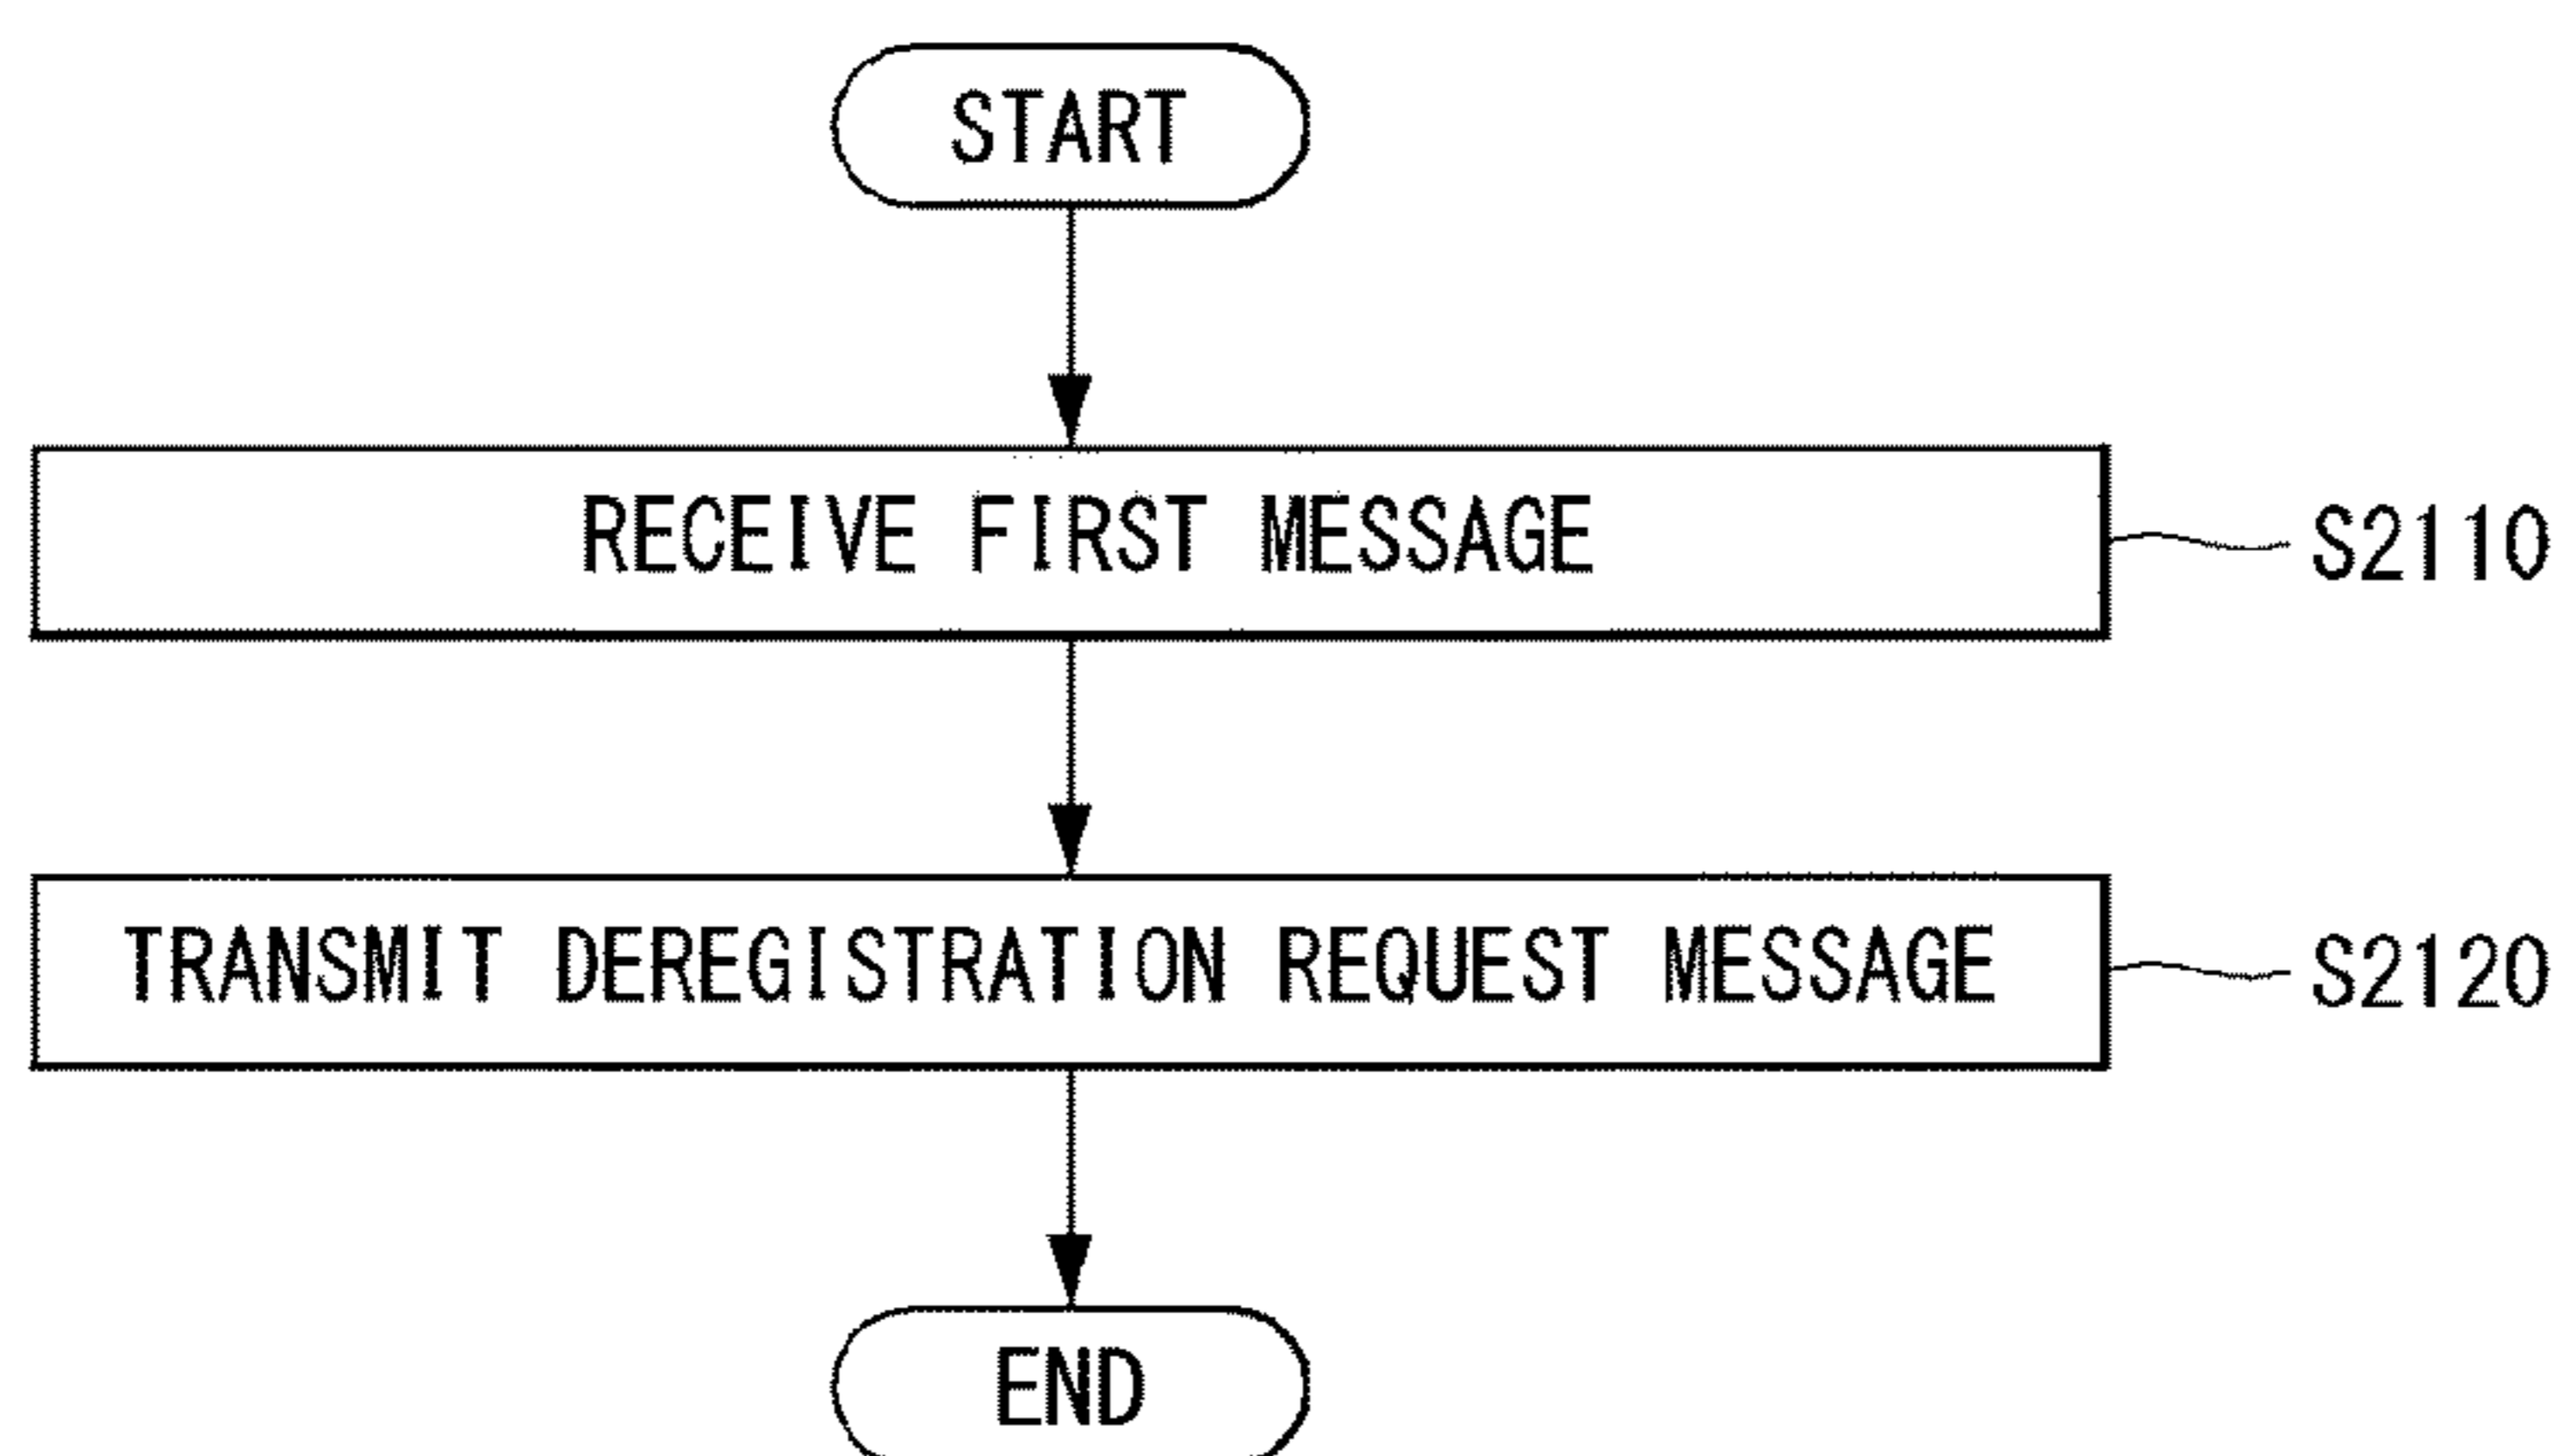 START
RECEIVE FIRST MESSAGE
S2110
TRANSMIT DEREGISTRATION REQUEST MESSAGE
S2120
END